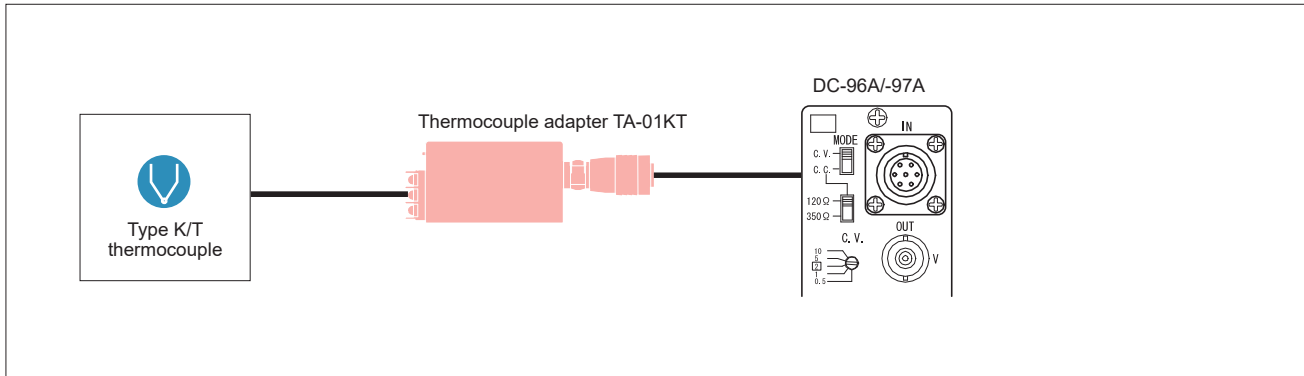 DC-96A/-97A
Thermocouple adapter TA-01KT
Type K/T
thermocouple
IN
MODE
C. V.
C. C.
120Ω
350Ω
OUT
C. V.
V
10
5
2
1
0.5